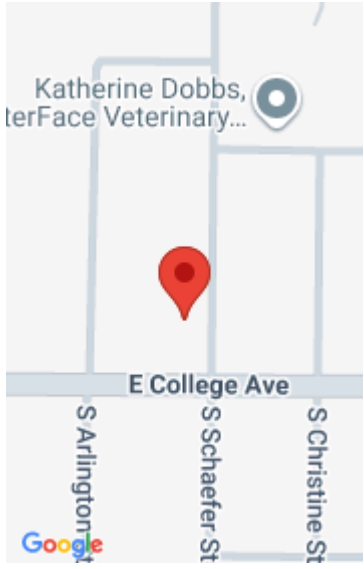 Katherine Dobbs,
terFace Veterinary...
E College Ave
S Arlington St
S Schaefer St
S Christine St
Google